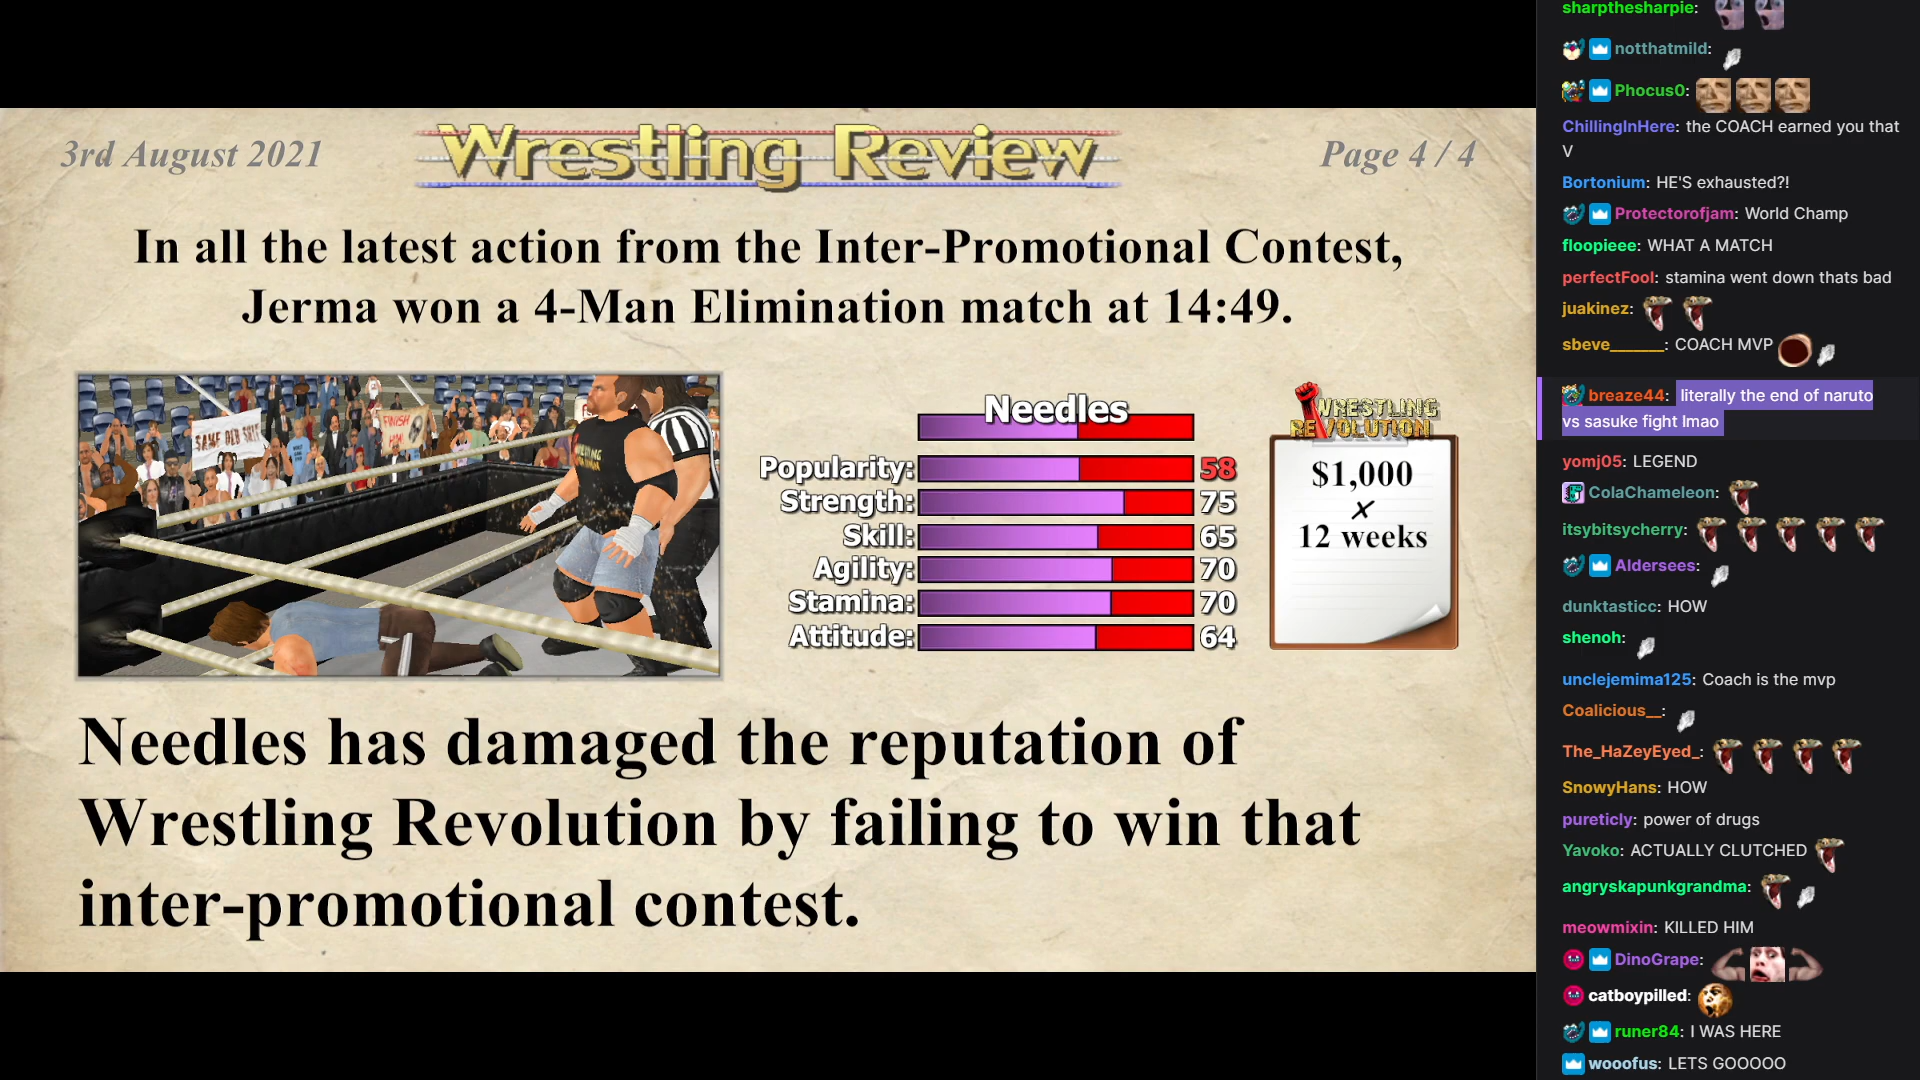 3rd August 2021
Wrestling Review
Page 4 / 4
In all the latest action from the Inter-Promotional Contest,
Jerma won a 4-Man Elimination match at 14:49.
FINISH
HIM!
Needles
Popularity: 58
Strength: 75
Skill: 65
Agility: 70
Stamina: 70
Attitude: 64
WRESTLING
REVOLUTION
$1,000
x
12 weeks
Needles has damaged the reputation of
Wrestling Revolution by failing to win that
inter-promotional contest.
sharpthesharpie:
notthatmild:
Phocus0:
ChillingInHere: the COACH earned you that
V
Bortonium: HE'S exhausted?!
Protectorofjam: World Champ
floopieee: WHAT A MATCH
perfectFool: stamina went down thats bad
juakinez:
sbeve_______: COACH MVP
breaze44: literally the end of naruto
vs sasuke fight lmao
yomj05: LEGEND
ColaChameleon:
itsybitsycherry:
Aldersees:
dunktasticc: HOW
shenoh:
unclejemima125: Coach is the mvp
Coalicious__:
The_HaZeyEyed_:
SnowyHans: HOW
pureticly: power of drugs
Yavoko: ACTUALLY CLUTCHED
angryskapunkgrandma:
meowmixin: KILLED HIM
DinoGrape:
catboypilled:
runer84: I WAS HERE
wooofus: LETS GOOOOO